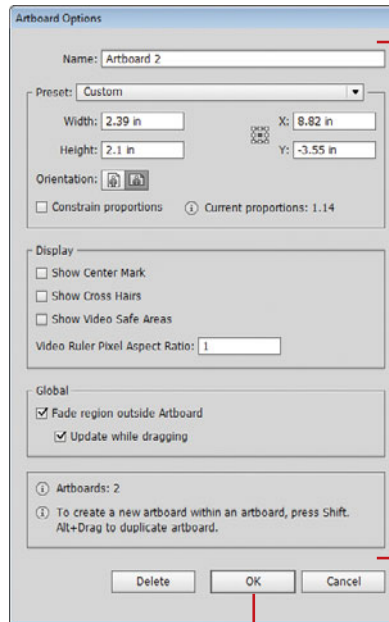 Artboard Options
Name: Artboard 2
Preset: Custom
Width: 2.39 in X: 8.82 in
Height: 2.1 in Y: -3.55 in
Orientation:
Constrain proportions Current proportions: 1.14
Display
Show Center Mark
Show Cross Hairs
Show Video Safe Areas
Video Ruler Pixel Aspect Ratio: 1
Global
Fade region outside Artboard
Update while dragging
Artboards: 2
To create a new artboard within an artboard, press Shift.
Alt+Drag to duplicate artboard.
Delete OK Cancel